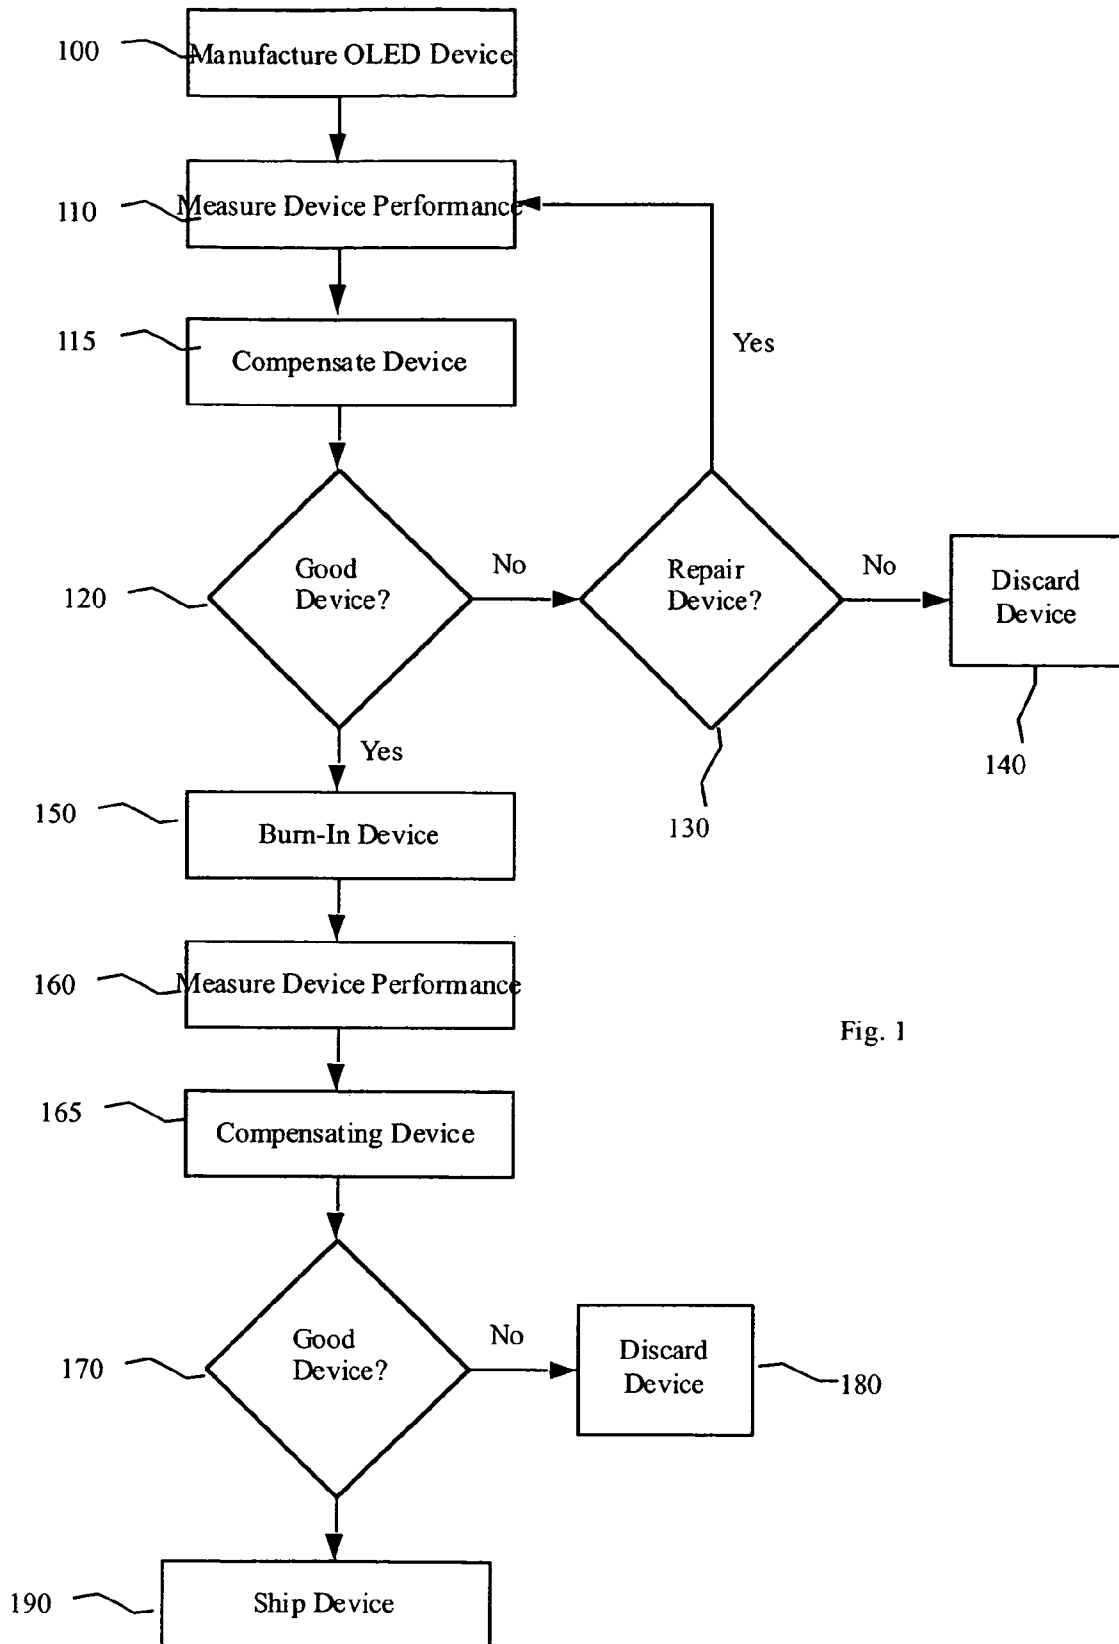 100
Manufacture OLED Device
110
Measure Device Performance
115
Compensate Device
Yes
120
Good
Device?
No
Repair
Device?
No
Discard
Device
130
140
Yes
150
Burn-In Device
160
Measure Device Performance
Fig. 1
165
Compensating Device
170
Good
Device?
No
Discard
Device
180
190
Ship Device